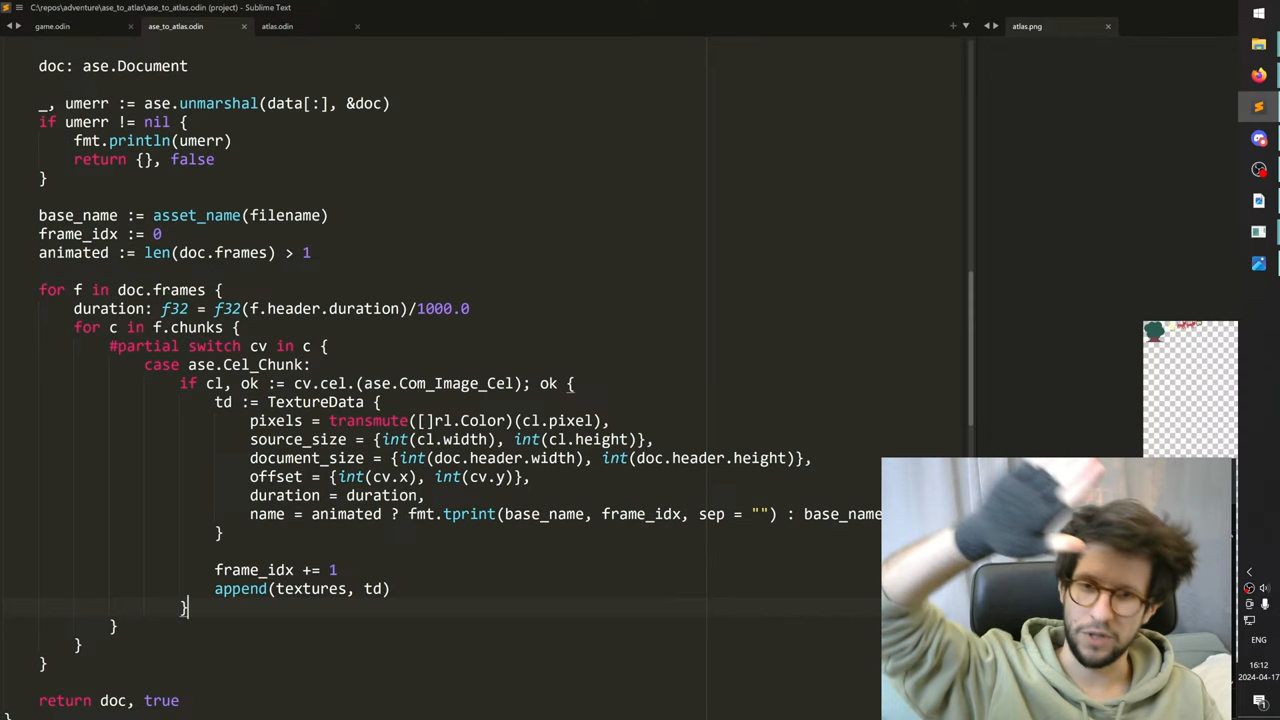 C:\repos\adventure\ase_to_atlas\ase_to_atlas.odin (project) - Sublime Text
game.odin
ase_to_atlas.odin
atlas.odin
atlas.png
doc: ase.Document
_, umerr := ase.unmarshal(data[:], &doc)
if umerr != nil {
fmt.println(umerr)
return {}, false
}
base_name := asset_name(filename)
frame_idx := 0
animated := len(doc.frames) > 1
for f in doc.frames {
duration: f32 = f32(f.header.duration)/1000.0
for c in f.chunks {
#partial switch cv in c {
case ase.Cel_Chunk:
if cl, ok := cv.cel.(ase.Com_Image_Cel); ok {
td := TextureData {
pixels = transmute([]rl.Color)(cl.pixel),
source_size = {int(cl.width), int(cl.height)},
document_size = {int(doc.header.width), int(doc.header.height)},
offset = {int(cv.x), int(cv.y)},
duration = duration,
name = animated ? fmt.tprint(base_name, frame_idx, sep = "") : base_name
}
frame_idx += 1
append(textures, td)
}
}
}
}
return doc, true
ENG
16:12
2024-04-17